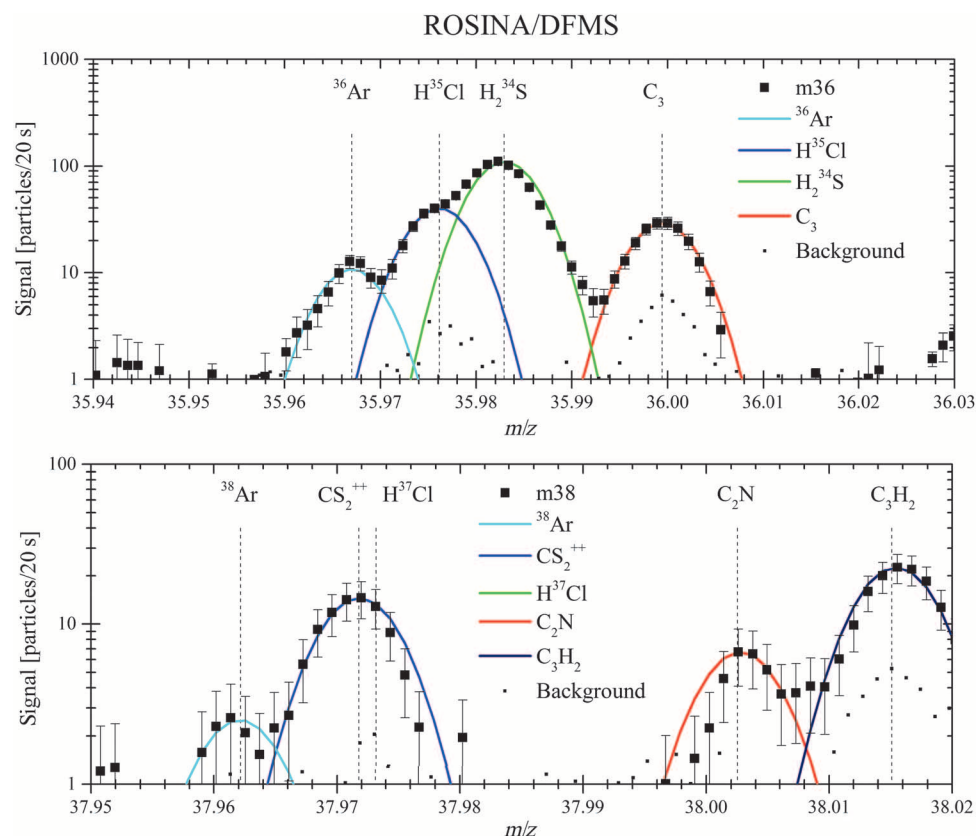 ROSINA/DFMS
1000
100
10
1
Signal [particles/20 s]
³⁶Ar H³⁵Cl H₂³⁴S C₃
m36
³⁶Ar
H³⁵Cl
H₂³⁴S
C₃
Background
35.94 35.95 35.96 35.97 35.98 35.99 36.00 36.01 36.02 36.03
m/z
100
10
1
Signal [particles/20 s]
³⁸Ar CS₂⁺⁺ H³⁷Cl C₂N C₃H₂
m38
³⁸Ar
CS₂⁺⁺
H³⁷Cl
C₂N
C₃H₂
Background
37.95 37.96 37.97 37.98 37.99 38.00 38.01 38.02
m/z